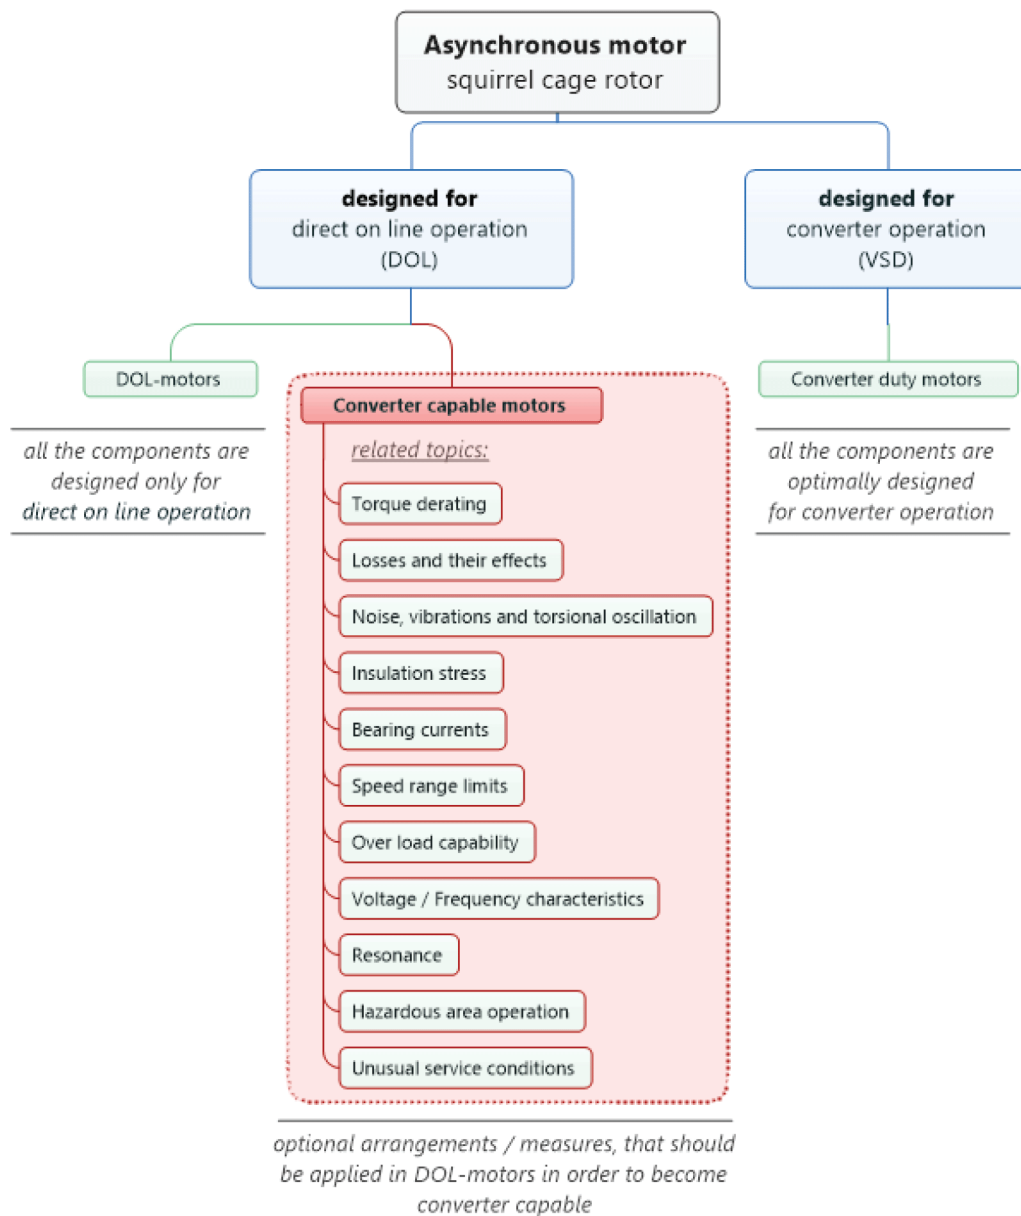 Asynchronous motor
squirrel cage rotor
designed for
direct on line operation
(DOL)
designed for
converter operation
(VSD)
DOL-motors
all the components are
designed only for
direct on line operation
Converter capable motors
related topics:
Torque derating
Losses and their effects
Noise, vibrations and torsional oscillation
Insulation stress
Bearing currents
Speed range limits
Over load capability
Voltage / Frequency characteristics
Resonance
Hazardous area operation
Unusual service conditions
optional arrangements / measures, that should
be applied in DOL-motors in order to become
converter capable
Converter duty motors
all the components are
optimally designed
for converter operation